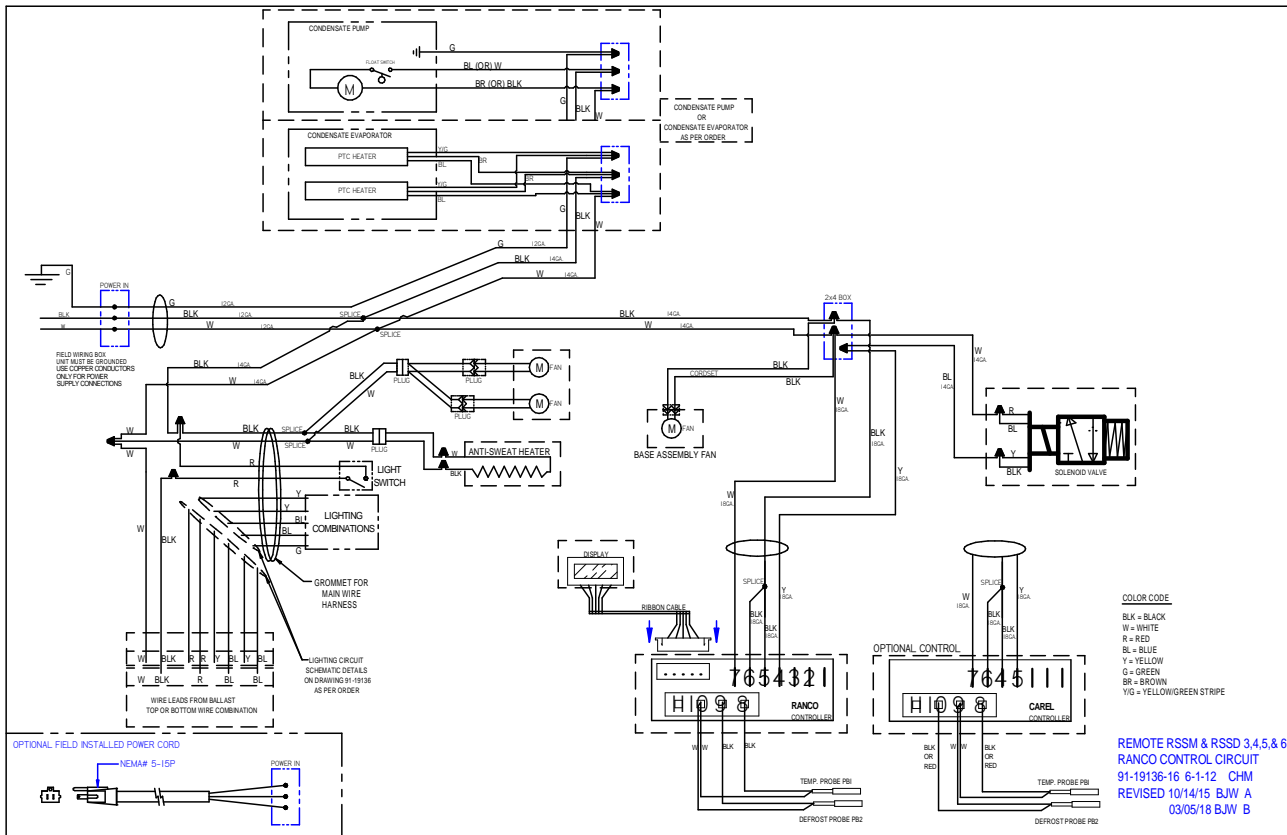 CONDENSATE PUMP
G
FLOAT SWITCH
BL (OR) W
M
BR (OR) BLK
G
BLK
W
CONDENSATE PUMP
OR
CONDENSATE EVAPORATOR
AS PER ORDER
CONDENSATE EVAPORATOR
PTC HEATER
Y/G
BL
BR
PTC HEATER
Y/G
BL
BR
G
BLK
W
G
12GA.
BLK
14GA.
W
14GA.
G
POWER IN
G
12GA.
BLK
BLK
12GA.
SPLICE
W
W
12GA.
SPLICE
BLK
14GA.
W
14GA.
2x4 BOX
FIELD WIRING BOX
UNIT MUST BE GROUNDED
USE COPPER CONDUCTORS
ONLY FOR POWER
SUPPLY CONNECTIONS
BLK
14GA.
W
14GA.
BLK
W
PLUG
PLUG
M
FAN
PLUG
M
FAN
BLK
CORDSET
BLK
M
FAN
BASE ASSEMBLY FAN
W
14GA.
BL
14GA.
R
BL
Y
BLK
SOLENOID VALVE
W
W
BLK
SPLICE
BLK
W
SPLICE
W
PLUG
W
BLK
ANTI-SWEAT HEATER
R
R
LIGHT
SWITCH
Y
Y
BL
BL
G
LIGHTING
COMBINATIONS
W
BLK
GROMMET FOR
MAIN WIRE
HARNESS
LIGHTING CIRCUIT
SCHEMATIC DETAILS
ON DRAWING 91-19136
AS PER ORDER
W BLK R R Y BL Y BL
W BLK R BL BL
WIRE LEADS FROM BALLAST
TOP OR BOTTOM WIRE COMBINATION
W
18GA.
BLK
18GA.
Y
18GA.
W
18GA.
DISPLAY
RIBBON CABLE
SPLICE
BLK
18GA.
BLK
18GA.
Y
18GA.
7654321
H1098
RANCO
CONTROLLER
W W BLK BLK
TEMP. PROBE PB1
DEFROST PROBE PB2
SPLICE
W
18GA.
BLK
18GA.
BLK
18GA.
Y
18GA.
OPTIONAL CONTROL
7645111
H1098
CAREL
CONTROLLER
BLK
OR
RED
W W
BLK
OR
RED
TEMP. PROBE PB1
DEFROST PROBE PB2
COLOR CODE
BLK = BLACK
W = WHITE
R = RED
BL = BLUE
Y = YELLOW
G = GREEN
BR = BROWN
Y/G = YELLOW/GREEN STRIPE
OPTIONAL FIELD INSTALLED POWER CORD
NEMA# 5-15P
POWER IN
REMOTE RSSM & RSSD 3,4,5,& 6
RANCO CONTROL CIRCUIT
91-19136-16 6-1-12 CHM
REVISED 10/14/15 BJW A
03/05/18 BJW B